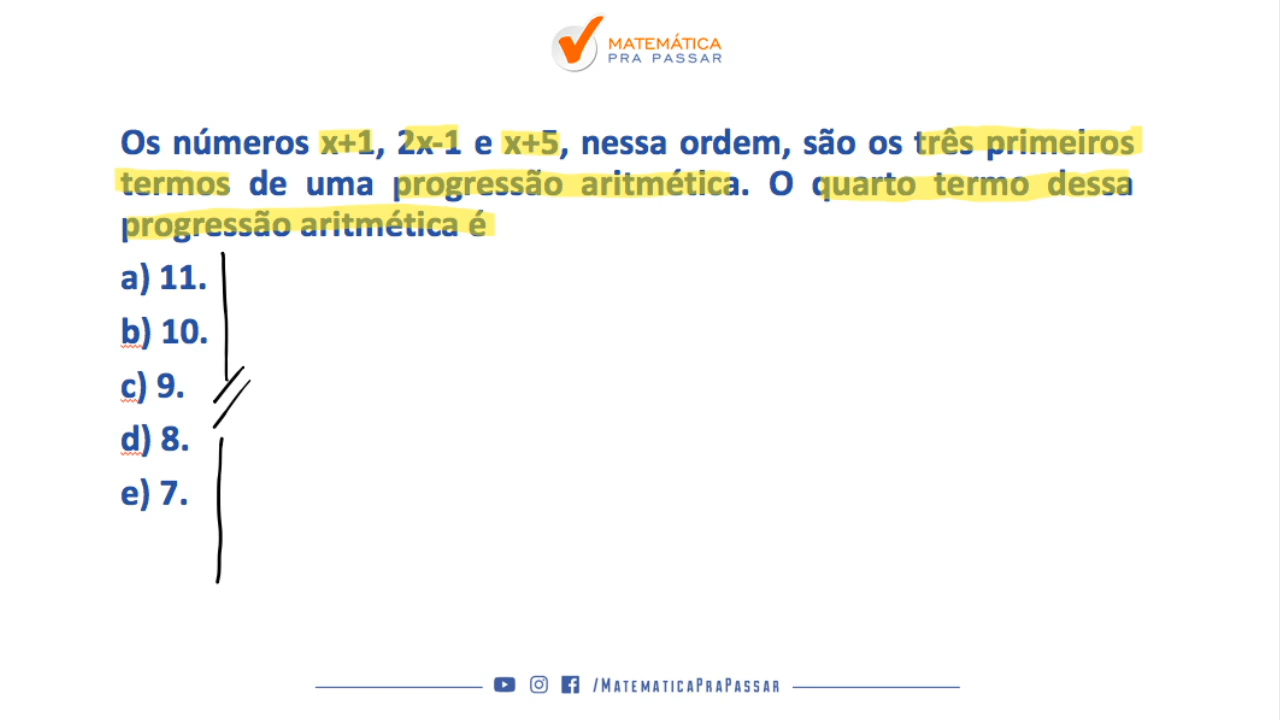 MATEMÁTICA
PRA PASSAR
Os números x+1, 2x-1 e x+5, nessa ordem, são os três primeiros
termos de uma progressão aritmética. O quarto termo dessa
progressão aritmética é
a) 11.
b) 10.
c) 9.
d) 8.
e) 7.
/MATEMATICAPRAPASSAR